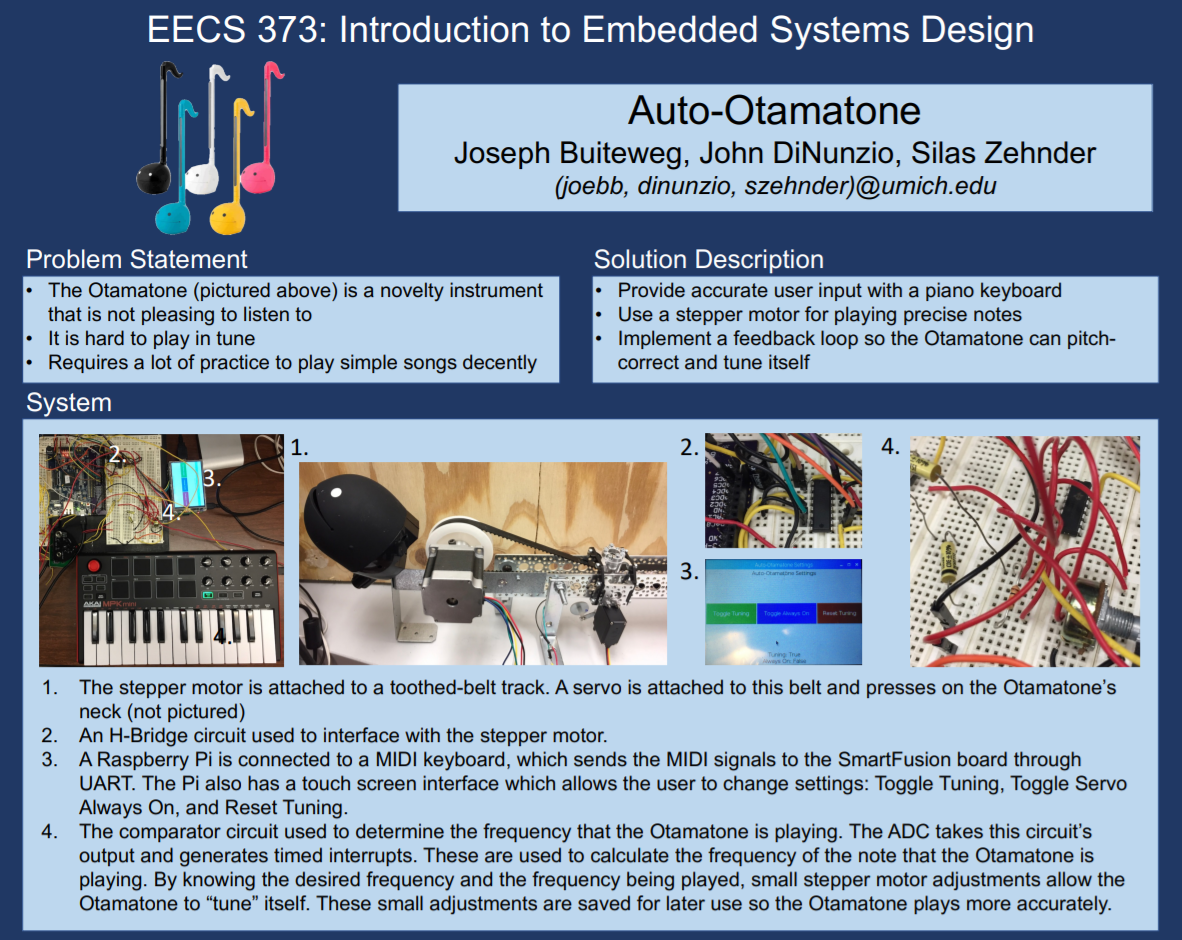 EECS 373: Introduction to Embedded Systems Design
Auto-Otamatone
Joseph Buiteweg, John DiNunzio, Silas Zehnder
(joebb, dinunzio, szehnder)@umich.edu
Problem Statement
• The Otamatone (pictured above) is a novelty instrument
that is not pleasing to listen to
• It is hard to play in tune
• Requires a lot of practice to play simple songs decently
Solution Description
• Provide accurate user input with a piano keyboard
• Use a stepper motor for playing precise notes
• Implement a feedback loop so the Otamatone can pitch-
correct and tune itself
System
2.
3.
4.
AKAI MPK mini
4.
1.
2.
3.
Auto-Otamatone Settings
Auto-Otamatone Settings
Toggle Tuning Toggle Always On Reset Tuning
Tuning: True
Always On: False
4.
1. The stepper motor is attached to a toothed-belt track. A servo is attached to this belt and presses on the Otamatone's
neck (not pictured)
2. An H-Bridge circuit used to interface with the stepper motor.
3. A Raspberry Pi is connected to a MIDI keyboard, which sends the MIDI signals to the SmartFusion board through
UART. The Pi also has a touch screen interface which allows the user to change settings: Toggle Tuning, Toggle Servo
Always On, and Reset Tuning.
4. The comparator circuit used to determine the frequency that the Otamatone is playing. The ADC takes this circuit's
output and generates timed interrupts. These are used to calculate the frequency of the note that the Otamatone is
playing. By knowing the desired frequency and the frequency being played, small stepper motor adjustments allow the
Otamatone to "tune" itself. These small adjustments are saved for later use so the Otamatone plays more accurately.